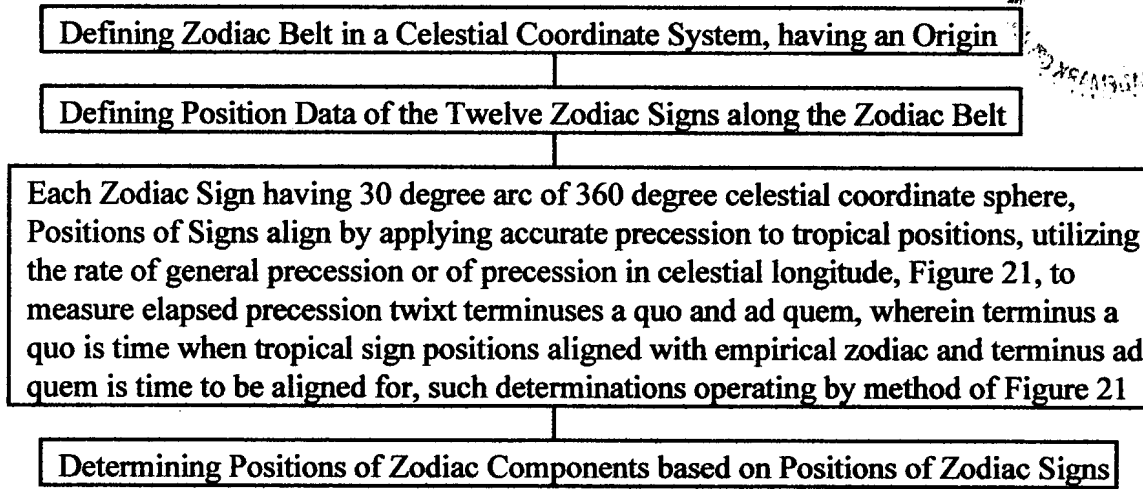 Defining Zodiac Belt in a Celestial Coordinate System, having an Origin
Defining Position Data of the Twelve Zodiac Signs along the Zodiac Belt
Each Zodiac Sign having 30 degree arc of 360 degree celestial coordinate sphere,
Positions of Signs align by applying accurate precession to tropical positions, utilizing
the rate of general precession or of precession in celestial longitude, Figure 21, to
measure elapsed precession twixt terminuses a quo and ad quem, wherein terminus a
quo is time when tropical sign positions aligned with empirical zodiac and terminus ad
quem is time to be aligned for, such determinations operating by method of Figure 21
Determining Positions of Zodiac Components based on Positions of Zodiac Signs